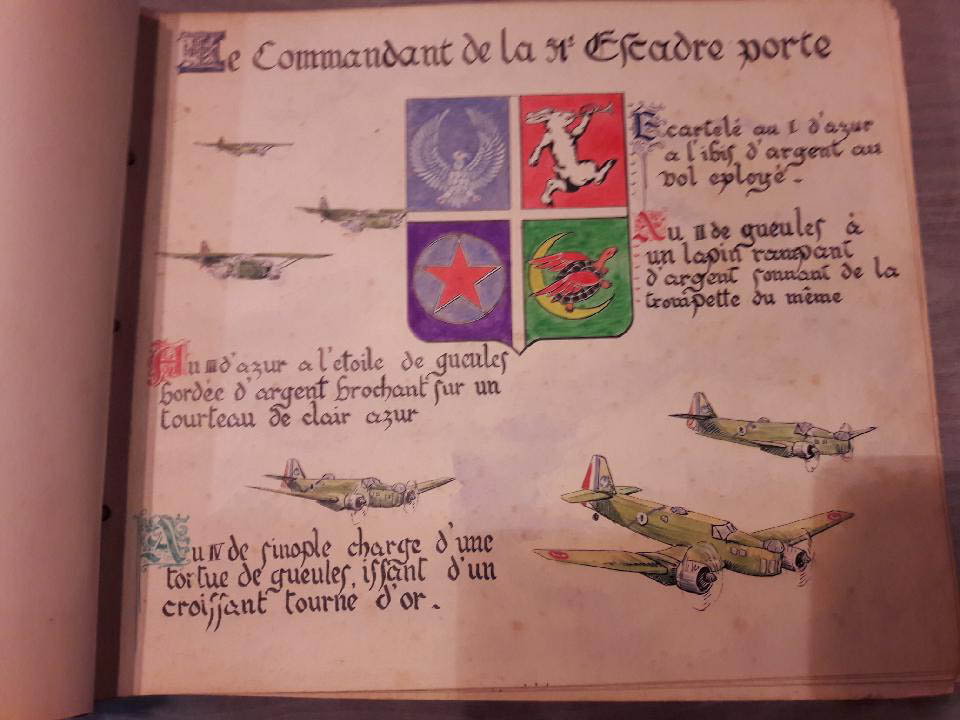 Le Commandant de la Escadre porte
Ecartelé au I d'azur
a l'ibis d'argent au
vol eployé.
Au II de gueules à
un lapin rampant
d'argent sonnant de la
trompette du même
Au III d'azur a l'étoile de gueules
bordée d'argent brochant sur un
tourteau de clair azur
Au IV de sinople chargé d'une
tortue de gueules, issant d'un
croissant tourne d'or.